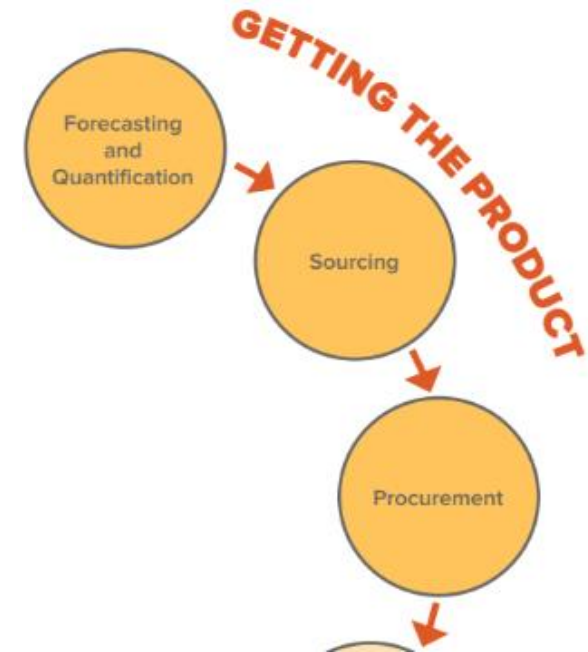 GETTING THE PRODUCT
Forecasting
and
Quantification
Sourcing
Procurement